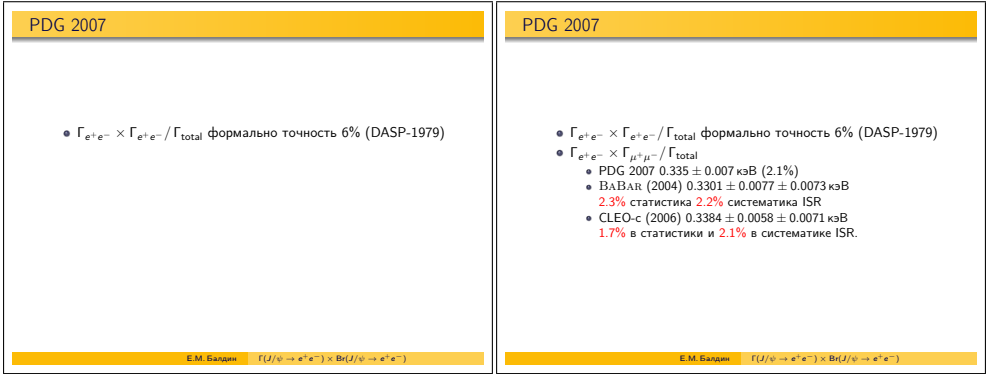 PDG 2007
• Γe⁺e⁻ × Γe⁺e⁻/Γtotal формально точность 6% (DASP-1979)
Е.М. Балдин Γ(J/ψ → e⁺e⁻) × Br(J/ψ → e⁺e⁻)
PDG 2007
• Γe⁺e⁻ × Γe⁺e⁻/Γtotal формально точность 6% (DASP-1979)
• Γe⁺e⁻ × Γμ⁺μ⁻/Γtotal
• PDG 2007 0.335 ± 0.007 кэВ (2.1%)
• BaBar (2004) 0.3301 ± 0.0077 ± 0.0073 кэВ
2.3% статистика 2.2% систематика ISR
• CLEO-c (2006) 0.3384 ± 0.0058 ± 0.0071 кэВ
1.7% в статистики и 2.1% в систематике ISR.
Е.М. Балдин Γ(J/ψ → e⁺e⁻) × Br(J/ψ → e⁺e⁻)